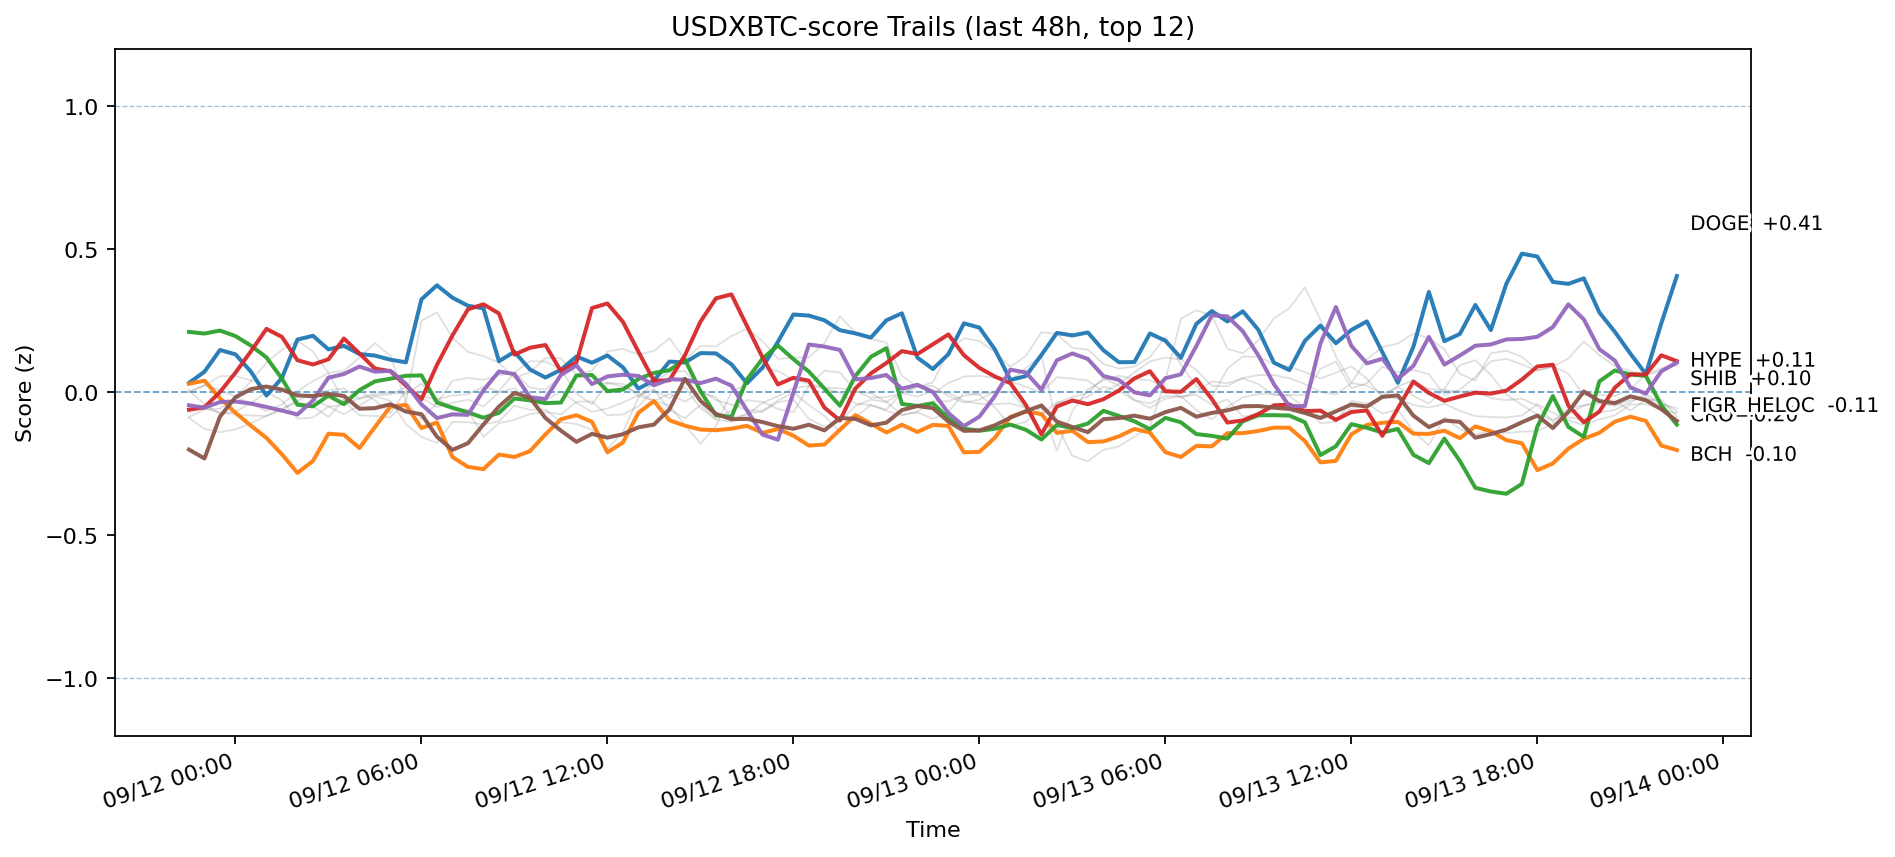 USDXBTC-score Trails (last 48h, top 12)
Score (z)
1.0
0.5
0.0
−0.5
−1.0
DOGE +0.41
HYPE +0.11
SHIB +0.10
FIGR_HELOC -0.11
CRO -0.20
BCH -0.10
09/12 00:00
09/12 06:00
09/12 12:00
09/12 18:00
09/13 00:00
09/13 06:00
09/13 12:00
09/13 18:00
09/14 00:00
Time